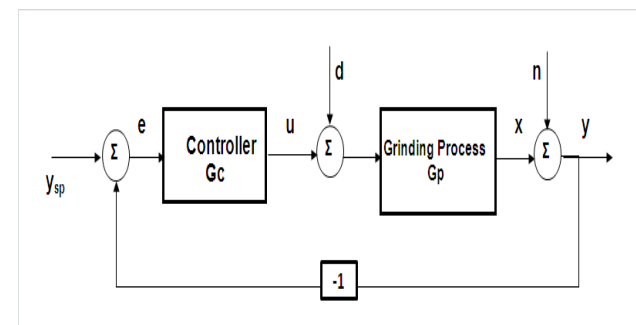 d
n
e
u
x
y
Σ
Controller
Gc
Σ
Grinding Process
Gp
Σ
ysp
-1